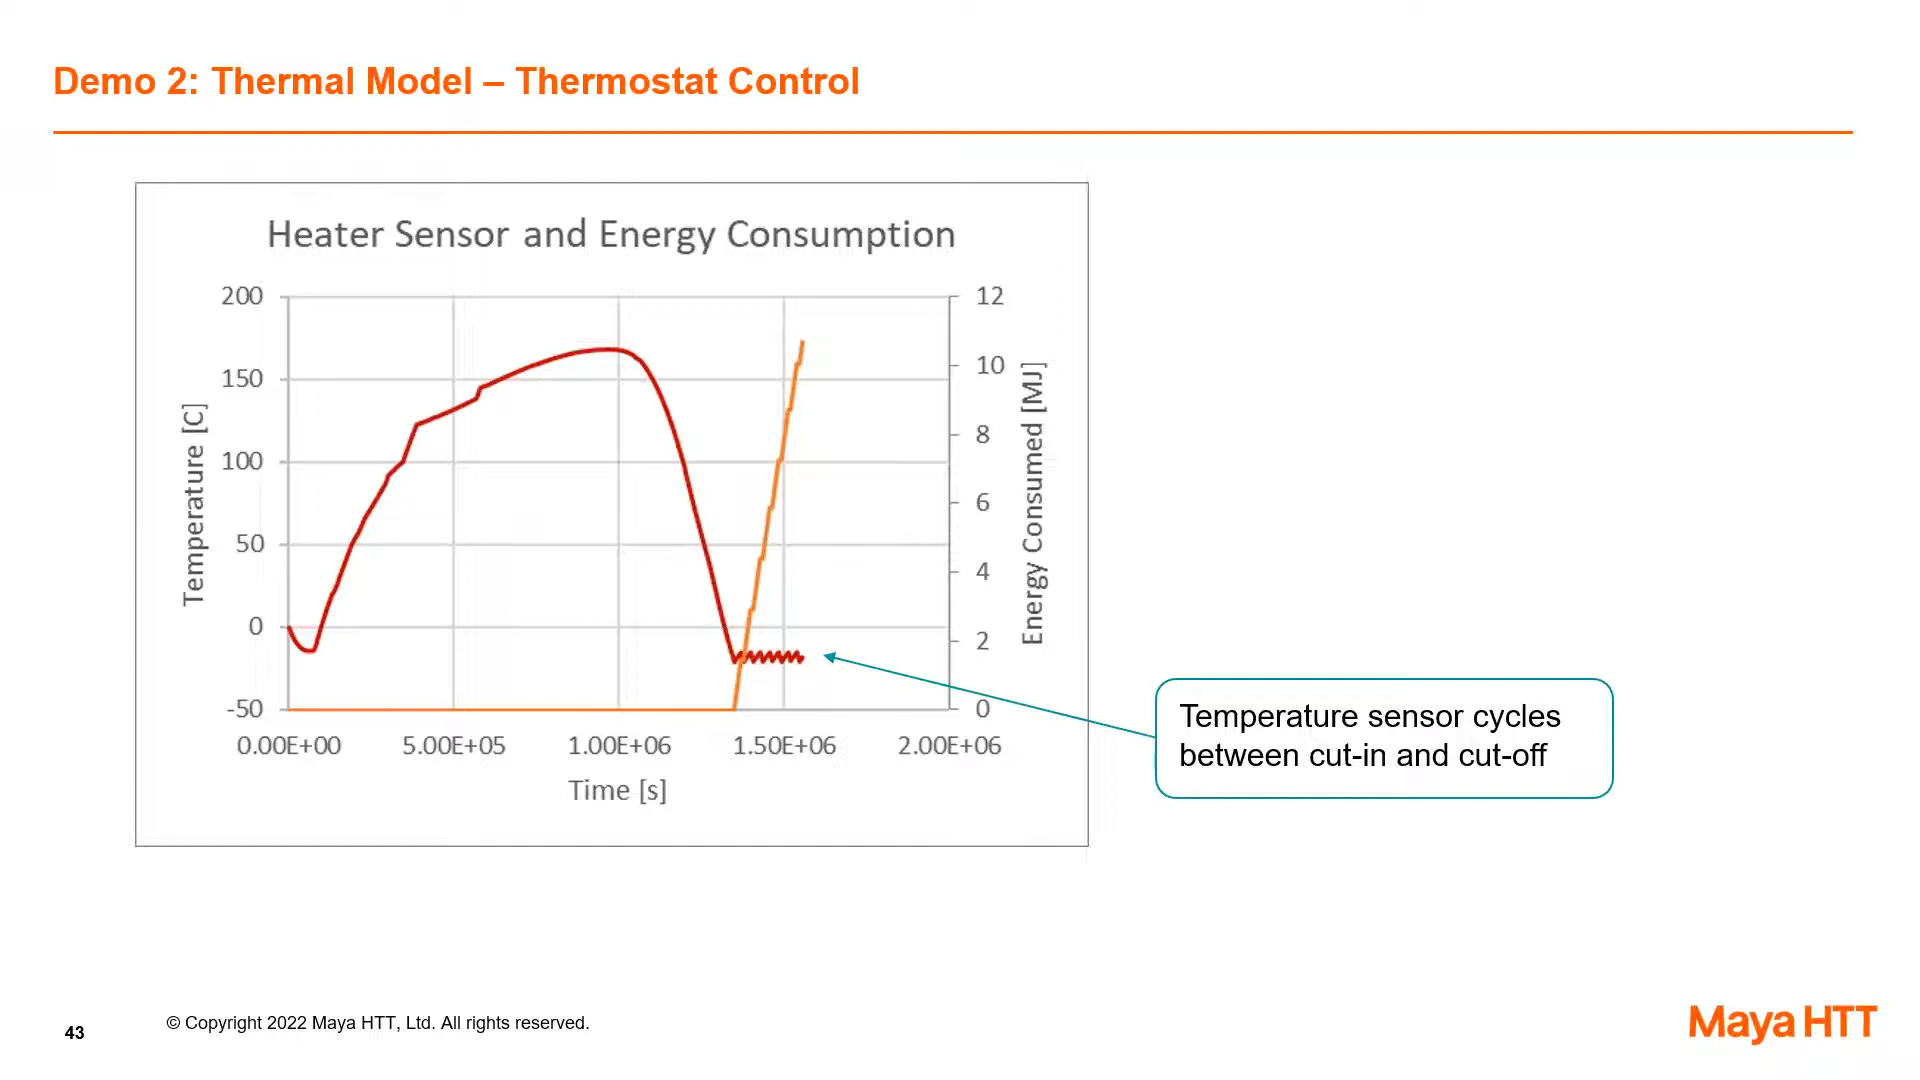 Demo 2: Thermal Model – Thermostat Control
Heater Sensor and Energy Consumption
200
150
100
50
0
-50
Temperature [C]
12
10
8
6
4
2
0
Energy Consumed [MJ]
0.00E+00 5.00E+05 1.00E+06 1.50E+06 2.00E+06
Time [s]
Temperature sensor cycles
between cut-in and cut-off
43
© Copyright 2022 Maya HTT, Ltd. All rights reserved.
Maya HTT